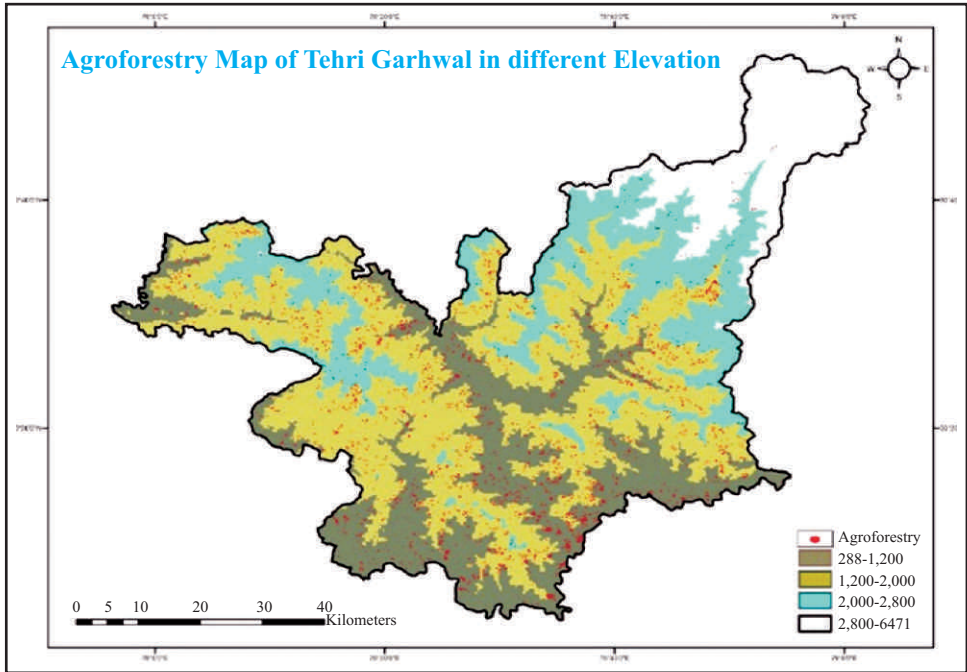 Agroforestry Map of Tehri Garhwal in different Elevation
N
W E
S
Agroforestry
288-1,200
1,200-2,000
2,000-2,800
2,800-6471
0 5 10 20 30 40
Kilometers